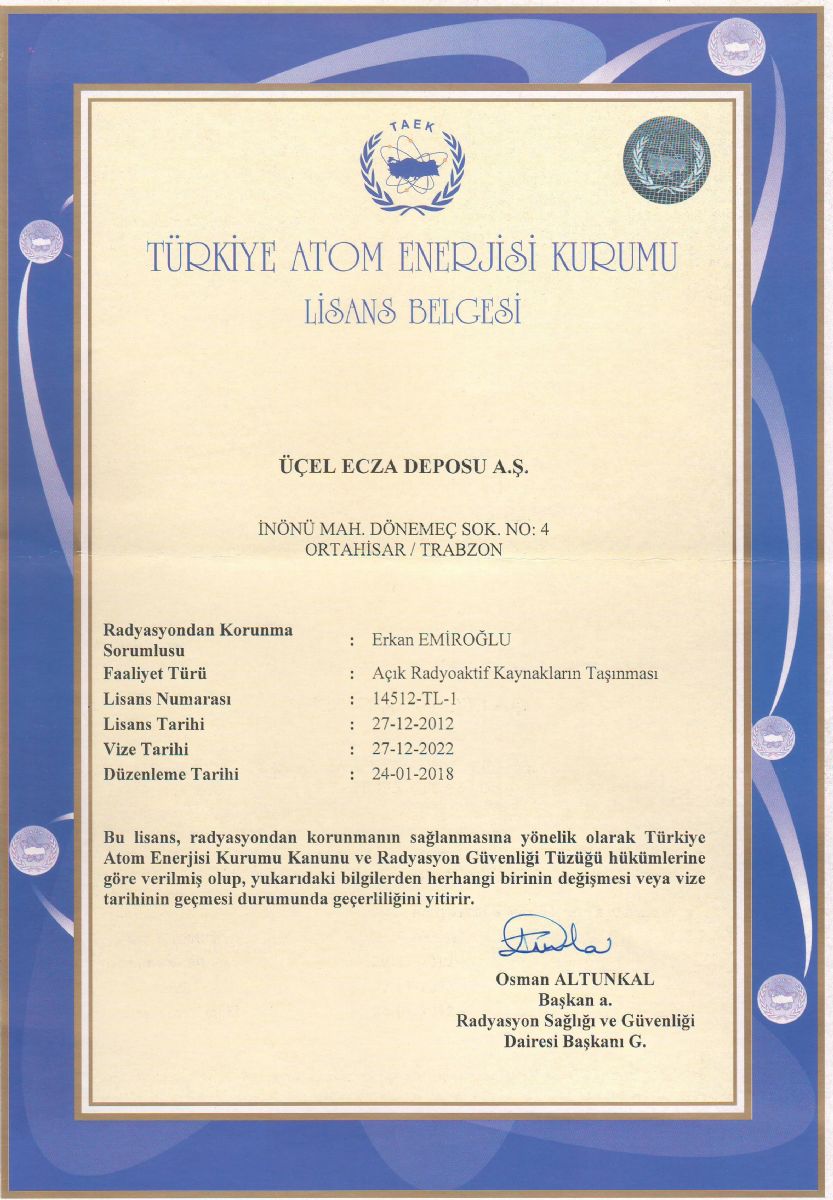 TAEK
TÜRKİYE ATOM ENERJİSİ KURUMU
LİSANS BELGESİ
ÜÇEL ECZA DEPOSU A.Ş.
İNÖNÜ MAH. DÖNEMEÇ SOK. NO: 4
ORTAHİSAR / TRABZON
Radyasyondan Korunma
Sorumlusu : Erkan EMİROĞLU
Faaliyet Türü : Açık Radyoaktif Kaynakların Taşınması
Lisans Numarası : 14512-TL-1
Lisans Tarihi : 27-12-2012
Vize Tarihi : 27-12-2022
Düzenleme Tarihi : 24-01-2018
Bu lisans, radyasyondan korunmanın sağlanmasına yönelik olarak Türkiye
Atom Enerjisi Kurumu Kanunu ve Radyasyon Güvenliği Tüzüğü hükümlerine
göre verilmiş olup, yukarıdaki bilgilerden herhangi birinin değişmesi veya vize
tarihinin geçmesi durumunda geçerliliğini yitirir.
Osman ALTUNKAL
Başkan a.
Radyasyon Sağlığı ve Güvenliği
Dairesi Başkanı G.